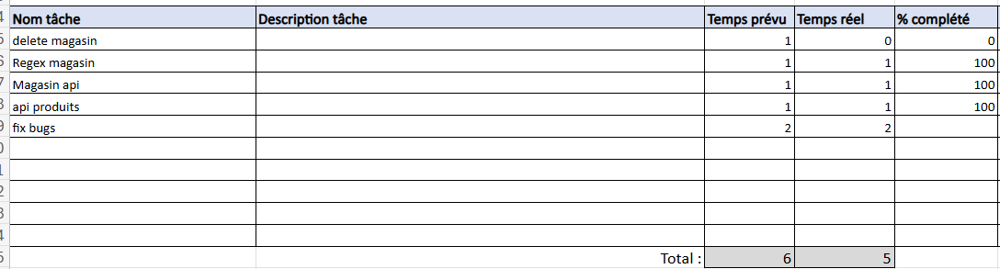 Nom tâche Description tâche Temps prévu Temps réel % complété
delete magasin 1 0 0
Regex magasin 1 1 100
Magasin api 1 1 100
api produits 1 1 100
fix bugs 2 2
Total : 6 5